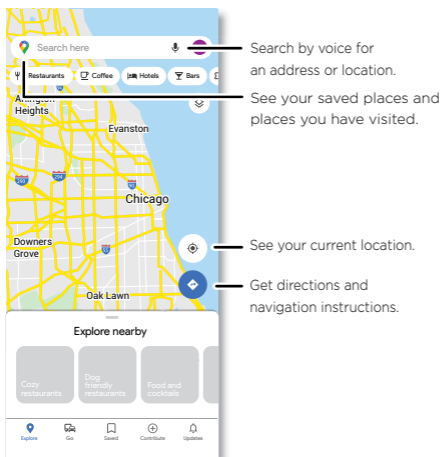 Search here
Search by voice for
an address or location.
Restaurants
Coffee
Hotels
Bars
See your saved places and
places you have visited.
Arlington
Heights
Evanston
290
294
Chicago
Downers
Grove
See your current location.
Oak Lawn
Get directions and
navigation instructions.
Explore nearby
Cozy
restaurants
Dog
friendly
restaurants
Food and
cocktails
Explore
Go
Saved
Contribute
Updates